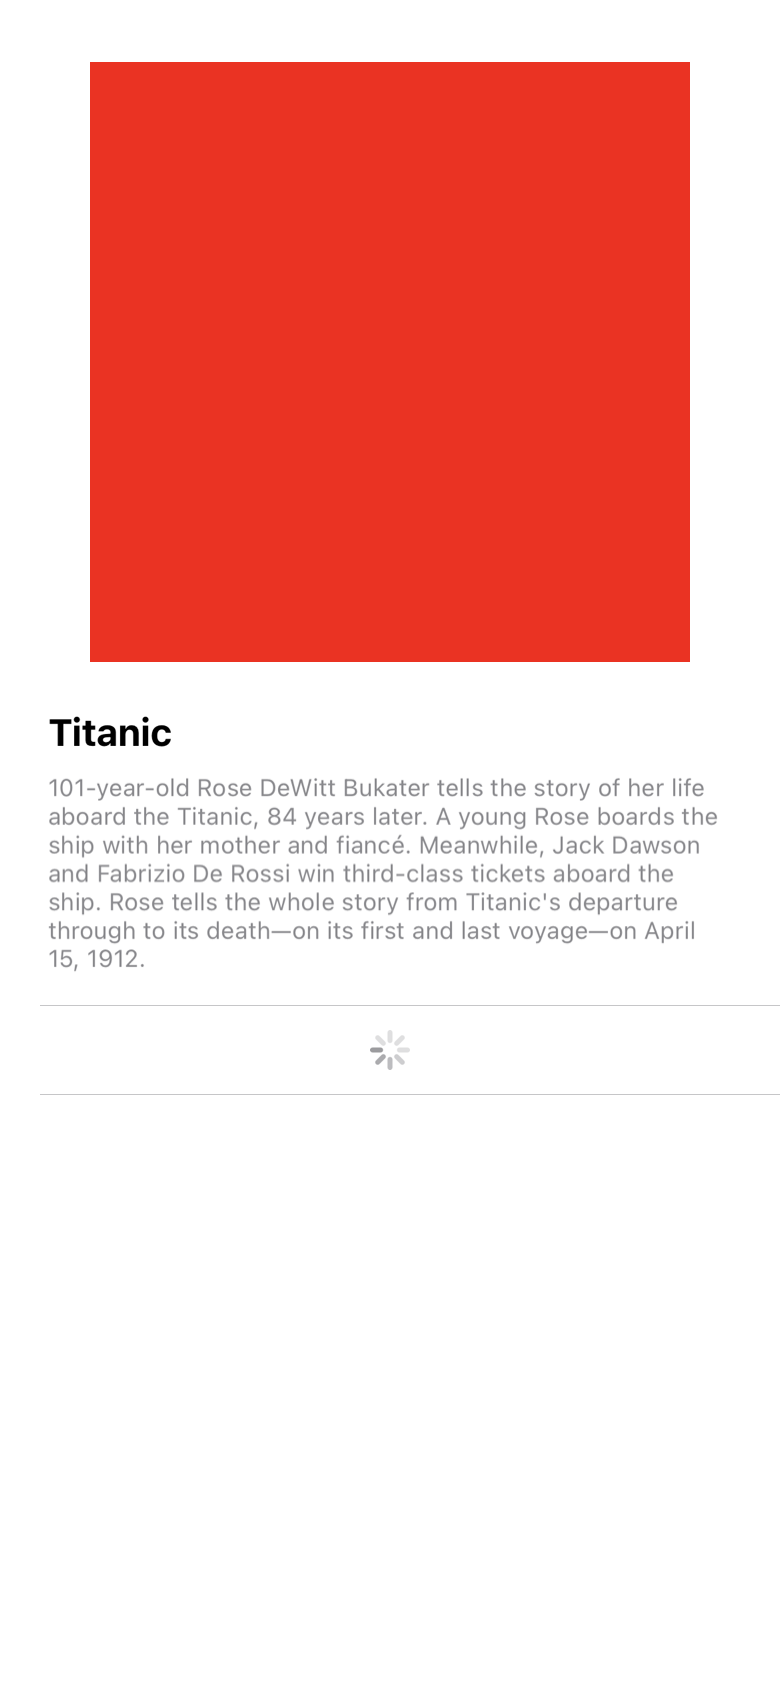 Titanic
101-year-old Rose DeWitt Bukater tells the story of her life
aboard the Titanic, 84 years later. A young Rose boards the
ship with her mother and fiancé. Meanwhile, Jack Dawson
and Fabrizio De Rossi win third-class tickets aboard the
ship. Rose tells the whole story from Titanic's departure
through to its death—on its first and last voyage—on April
15, 1912.